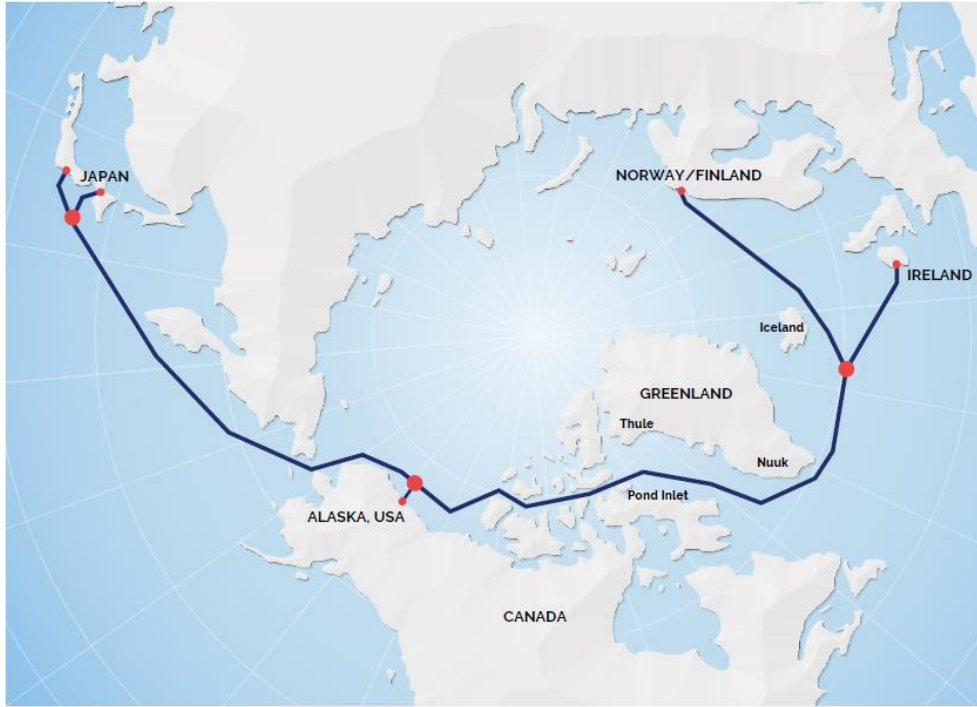 JAPAN
NORWAY/FINLAND
IRELAND
Iceland
GREENLAND
Thule
Nuuk
Pond Inlet
ALASKA, USA
CANADA